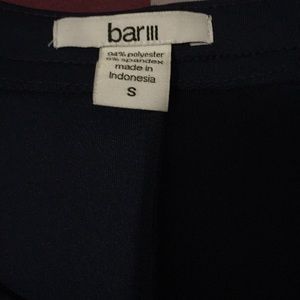 barIII
94% polyester
6% spandex
made in
Indonesia
S